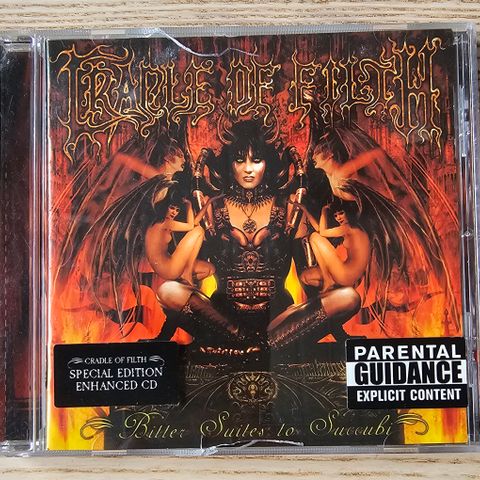 CRADLE OF FILTH
CRADLE OF FILTH
SPECIAL EDITION
ENHANCED CD
PARENTAL
GUIDANCE
EXPLICIT CONTENT
Bitter Suites to Succubi